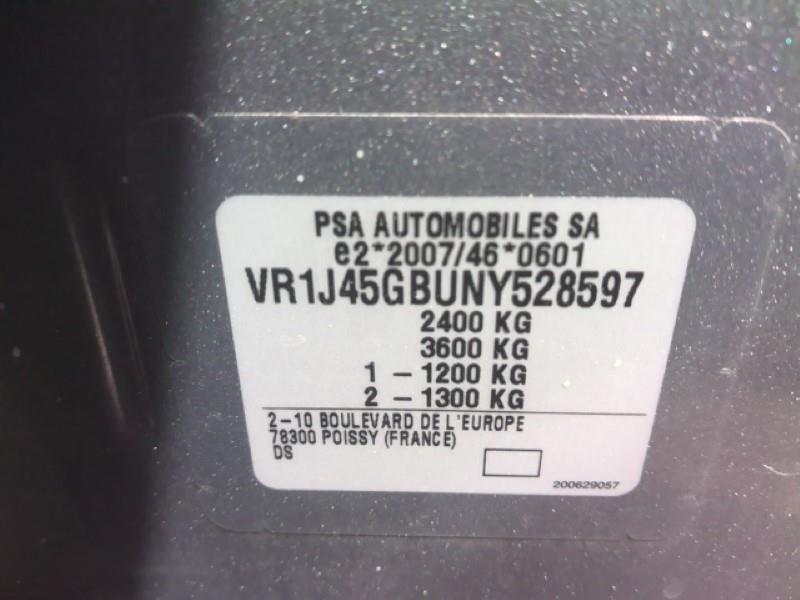 PSA AUTOMOBILES SA
e2*2007/46*0601
VR1J45GBUNY528597
2400 KG
3600 KG
1 – 1200 KG
2 – 1300 KG
2–10 BOULEVARD DE L'EUROPE
78300 POISSY (FRANCE)
DS
200629057